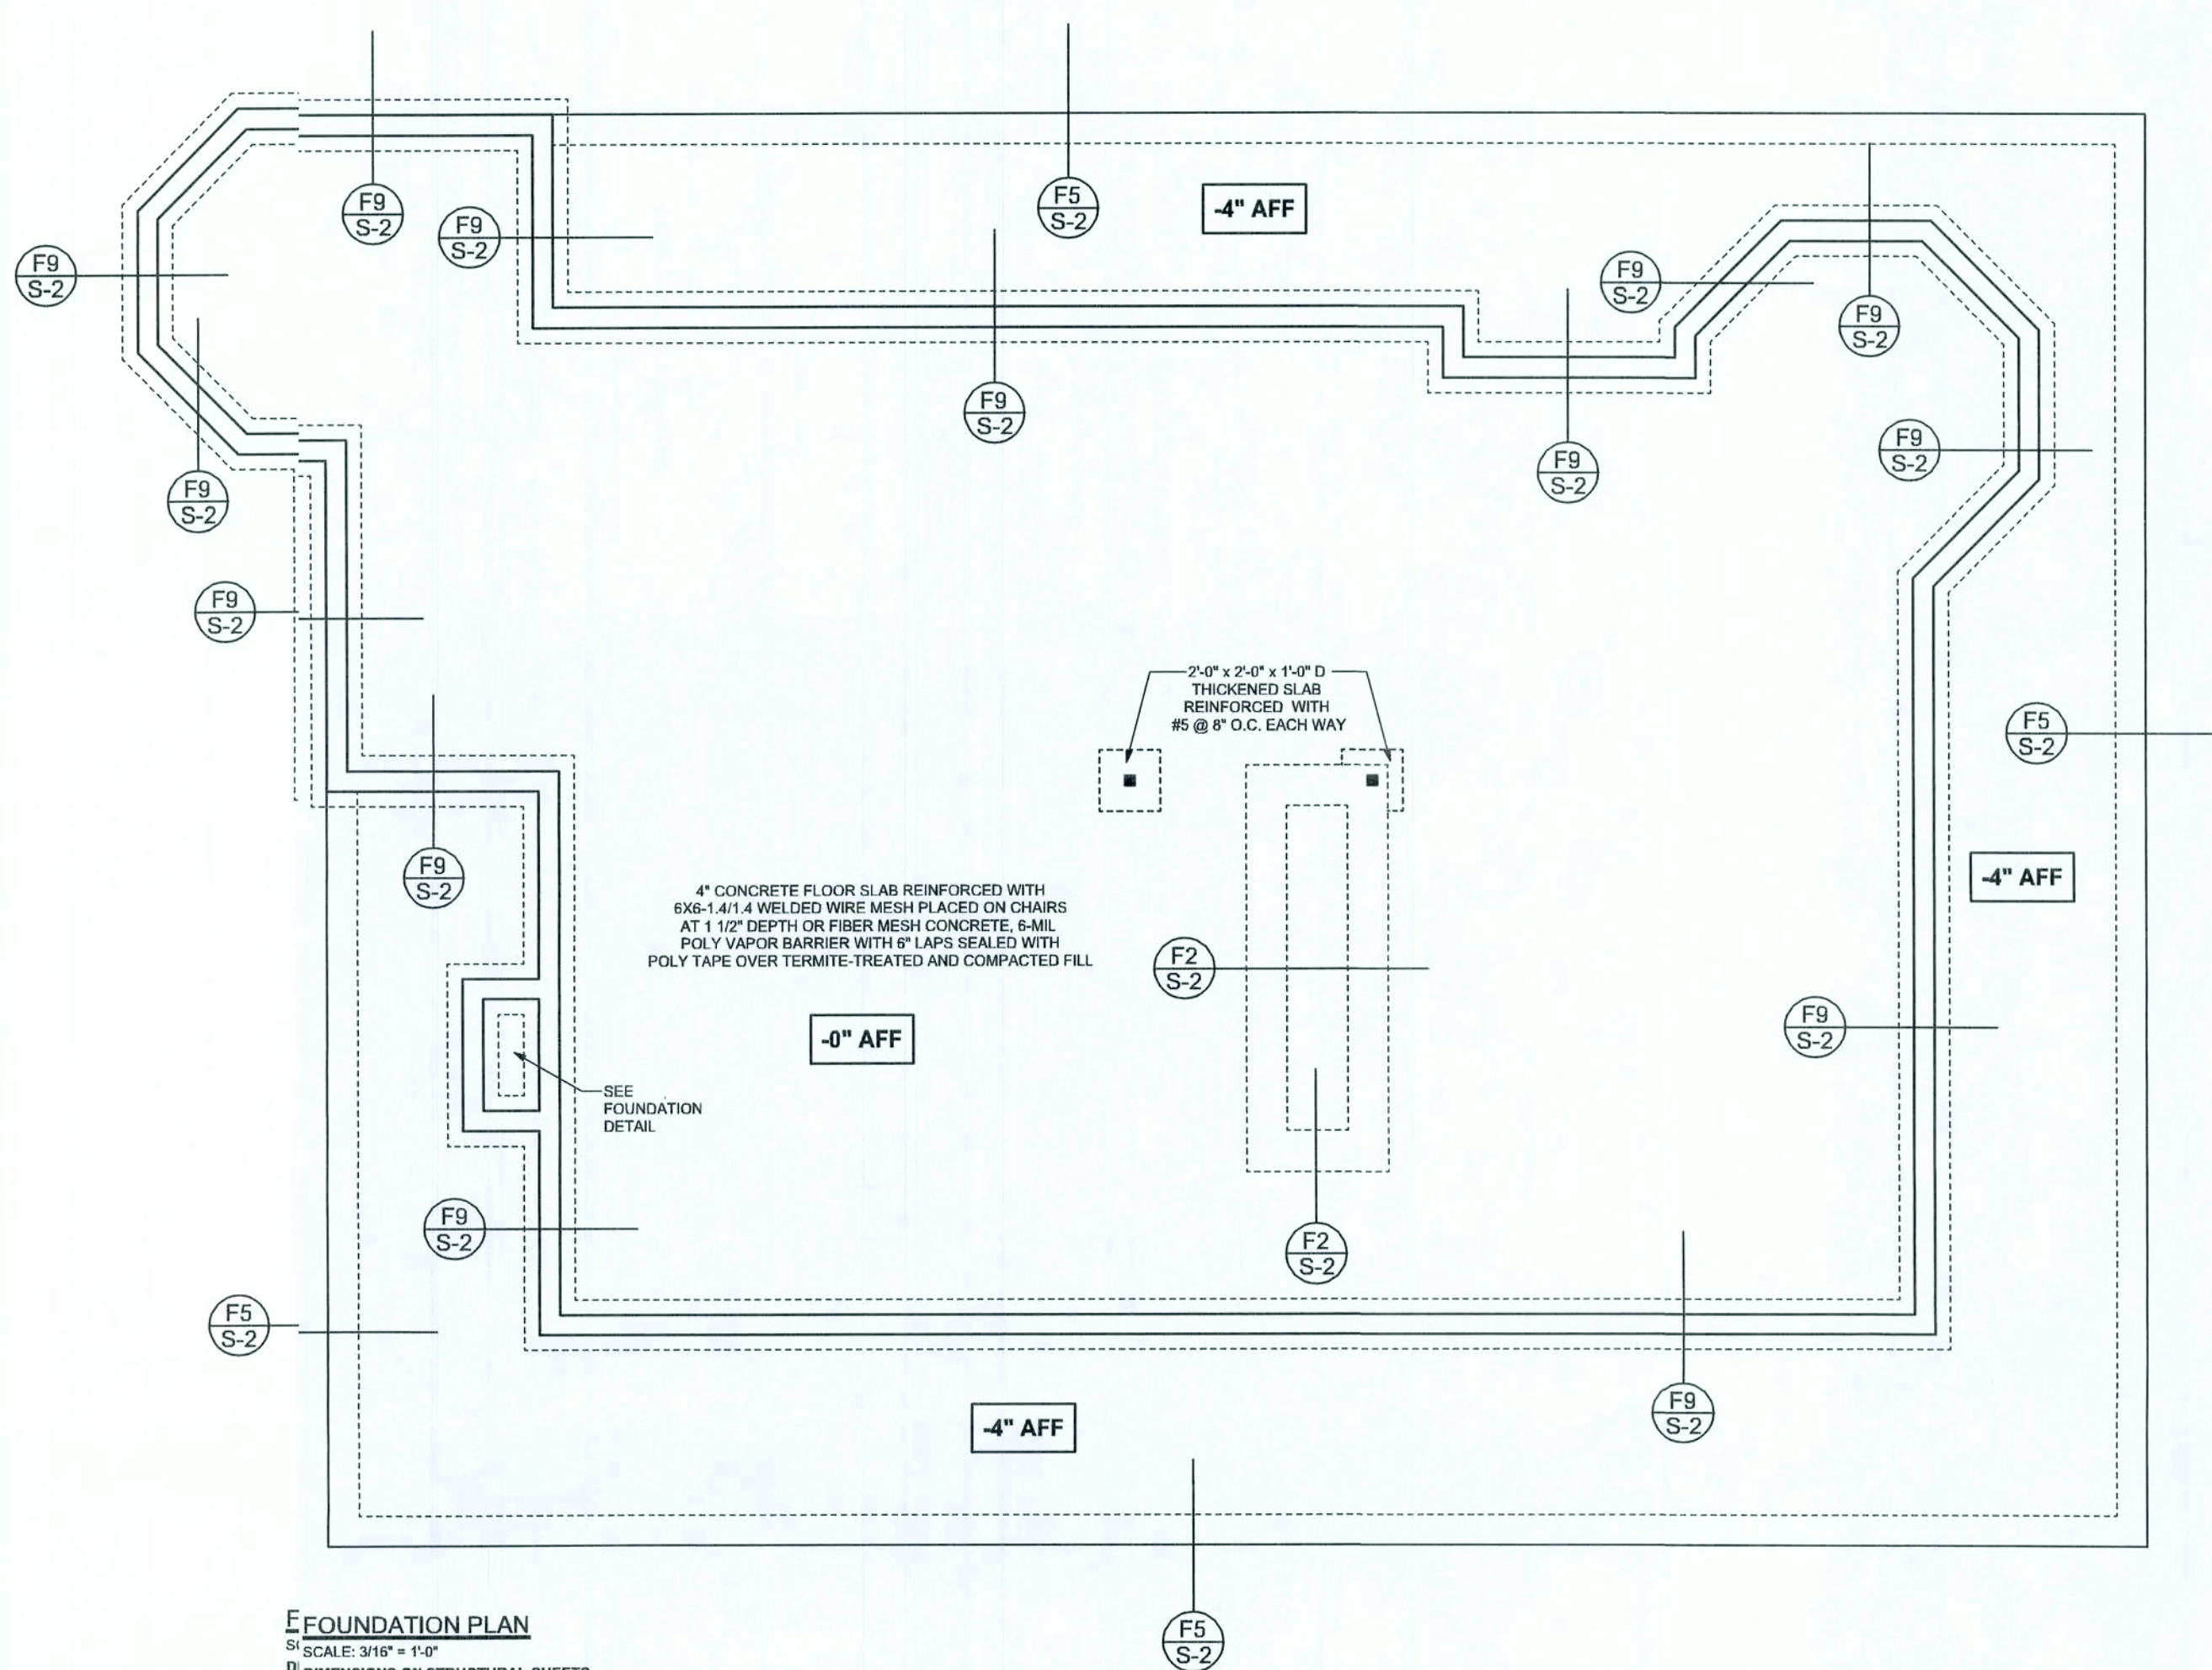 F9
S-2
F5
S-2
-4" AFF
F9
S-2
F9
S-2
F9
S-2
F9
S-2
F9
S-2
F9
S-2
F9
S-2
F9
S-2
F9
S-2
2'-0" x 2'-0" x 1'-0" D
THICKENED SLAB
REINFORCED WITH
#5 @ 8" O.C. EACH WAY
F5
S-2
F9
S-2
-4" AFF
4" CONCRETE FLOOR SLAB REINFORCED WITH
6X6-1.4/1.4 WELDED WIRE MESH PLACED ON CHAIRS
AT 1 1/2" DEPTH OR FIBER MESH CONCRETE, 6-MIL
POLY VAPOR BARRIER WITH 6" LAPS SEALED WITH
POLY TAPE OVER TERMITE-TREATED AND COMPACTED FILL
F2
S-2
-0" AFF
F9
S-2
SEE
FOUNDATION
DETAIL
F9
S-2
F2
S-2
F5
S-2
F9
S-2
-4" AFF
F5
S-2
FOUNDATION PLAN
SCALE: 3/16" = 1'-0"
DIMENSIONS ON STRUCTURAL SHEETS